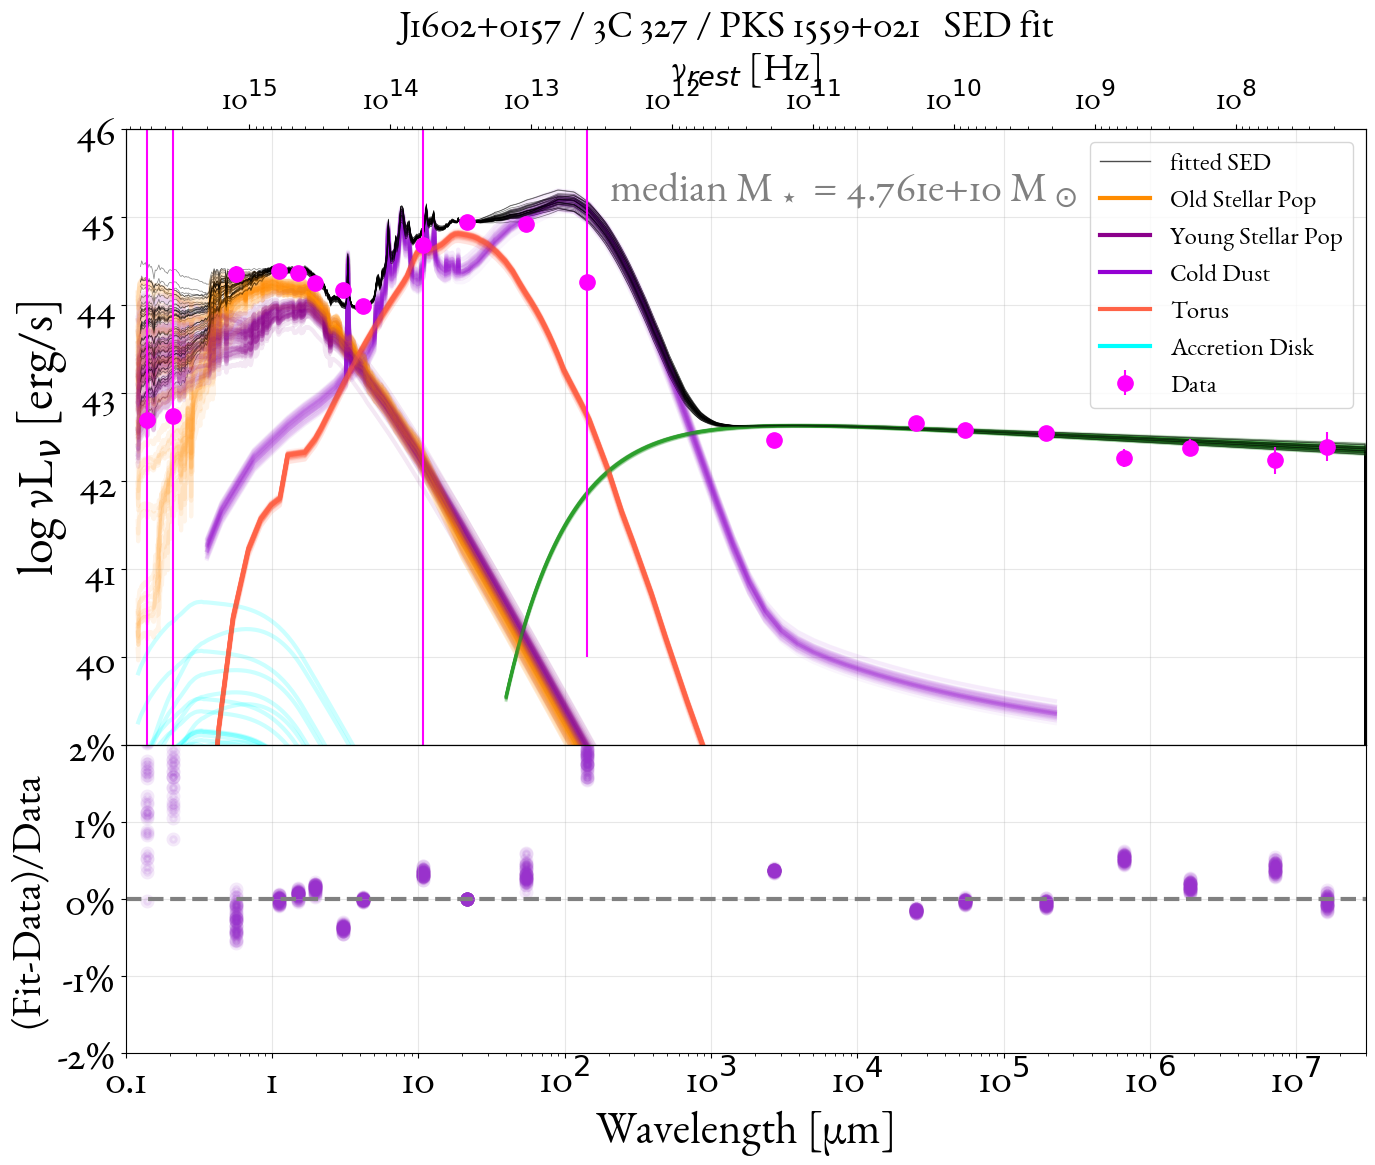 J1602+0157 / 3C 327 / PKS 1559+021 SED fit
ν_rest [Hz]
10^15 10^14 10^13 10^12 10^11 10^10 10^9 10^8
46
45
44
43
42
41
40
log νL_ν [erg/s]
median M_⋆ = 4.761e+10 M_⊙
fitted SED
Old Stellar Pop
Young Stellar Pop
Cold Dust
Torus
Accretion Disk
Data
2%
1%
0%
-1%
-2%
(Fit-Data)/Data
0.1 1 10 10^2 10^3 10^4 10^5 10^6 10^7
Wavelength [μm]